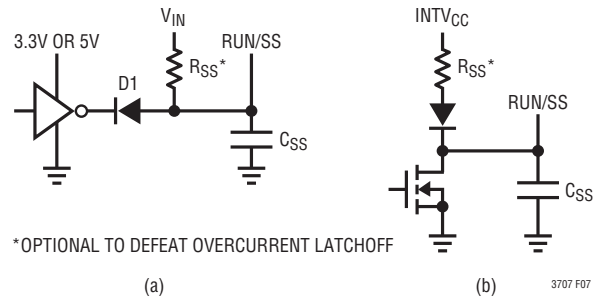 V_IN
3.3V OR 5V
RUN/SS
D1
R_SS*
C_SS
INTV_CC
R_SS*
RUN/SS
C_SS
*OPTIONAL TO DEFEAT OVERCURRENT LATCHOFF
(a)
(b)
3707 F07